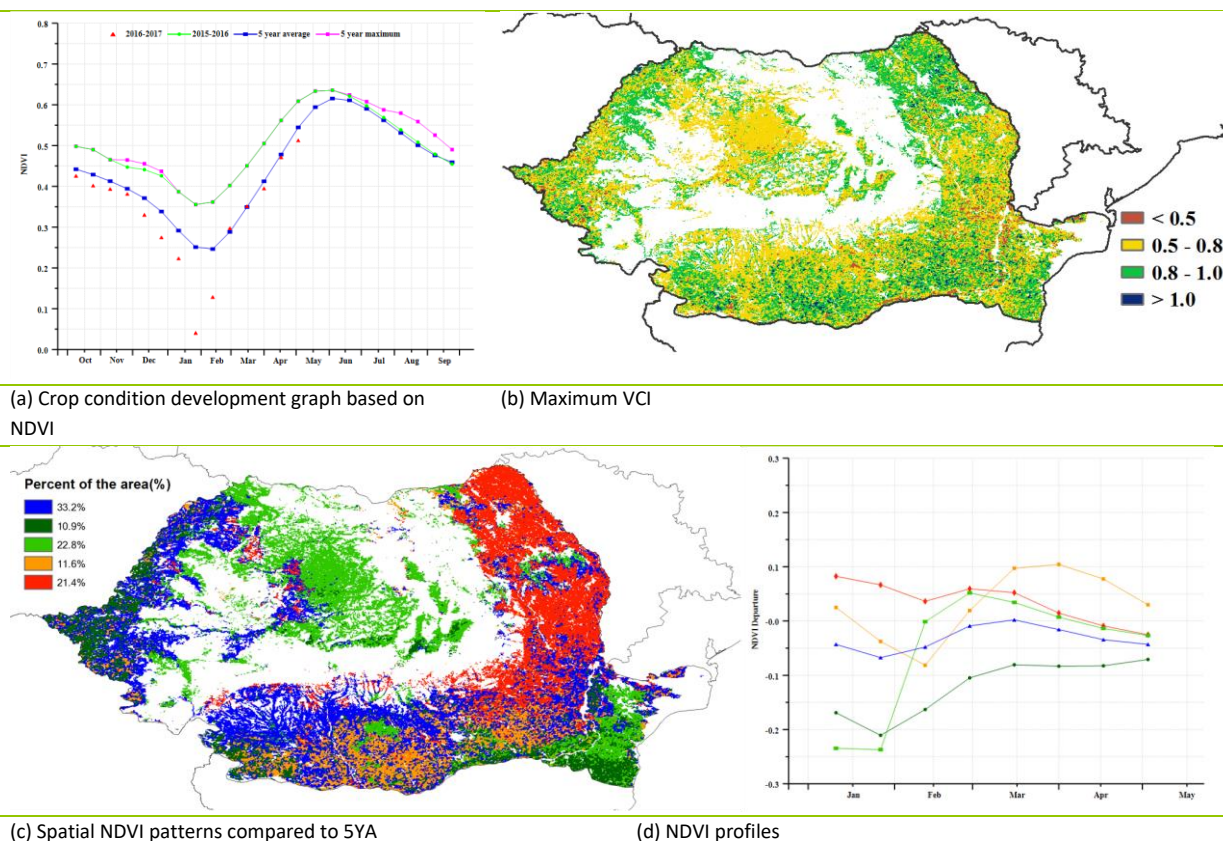 0.8
0.7
0.6
0.5
0.4
0.3
0.2
0.1
0.0
NDVI
2016-2017 2015-2016 5 year average 5 year maximum
Oct Nov Dec Jan Feb Mar Apr May Jun Jul Aug Sep
< 0.5
0.5 - 0.8
0.8 - 1.0
> 1.0
(a) Crop condition development graph based on
NDVI
(b) Maximum VCI
Percent of the area(%)
33.2%
10.9%
22.8%
11.6%
21.4%
0.3
0.2
0.1
-0.0
-0.1
-0.2
-0.3
NDVI Departure
Jan Feb Mar Apr May
(c) Spatial NDVI patterns compared to 5YA
(d) NDVI profiles